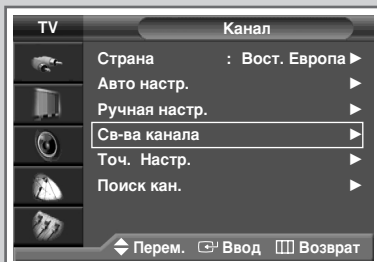 TV Канал
Страна : Вост. Европа
Авто настр.
Ручная настр.
Св-ва канала
Точ. Настр.
Поиск кан.
Перем. Ввод Возврат